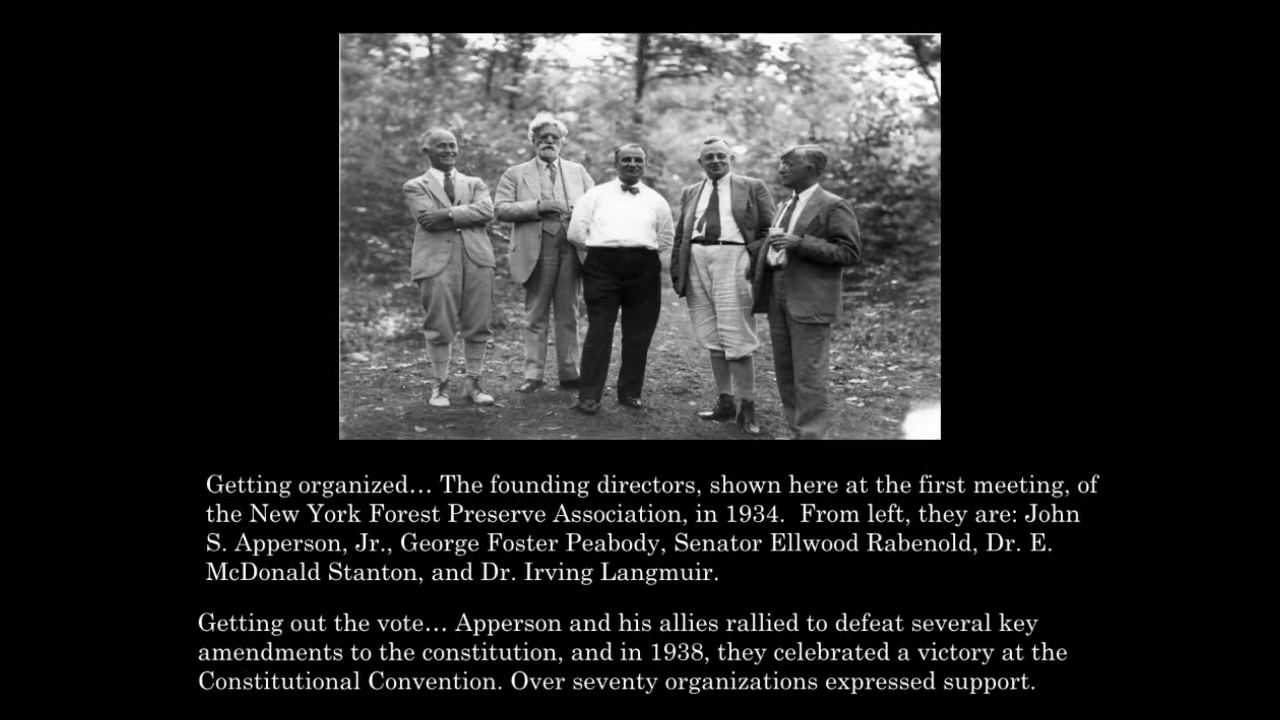 Getting organized… The founding directors, shown here at the first meeting, of
the New York Forest Preserve Association, in 1934.  From left, they are: John
S. Apperson, Jr., George Foster Peabody, Senator Ellwood Rabenold, Dr. E.
McDonald Stanton, and Dr. Irving Langmuir.
Getting out the vote… Apperson and his allies rallied to defeat several key
amendments to the constitution, and in 1938, they celebrated a victory at the
Constitutional Convention. Over seventy organizations expressed support.